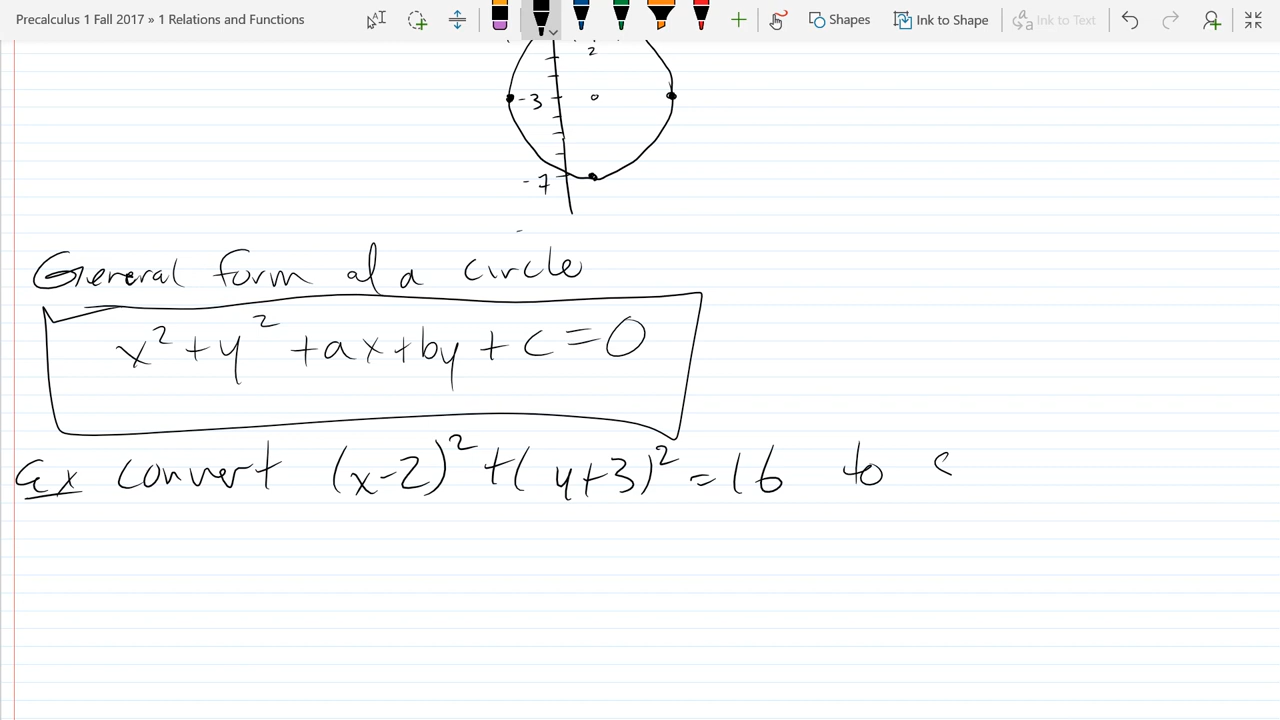 Precalculus 1 Fall 2017 » 1 Relations and Functions
Shapes
Ink to Shape
Ink to Text
2
-3
-7
General form of a circle
x² + y² + ax + by + c = 0
Ex convert (x-2)² + (y+3)² = 16 to